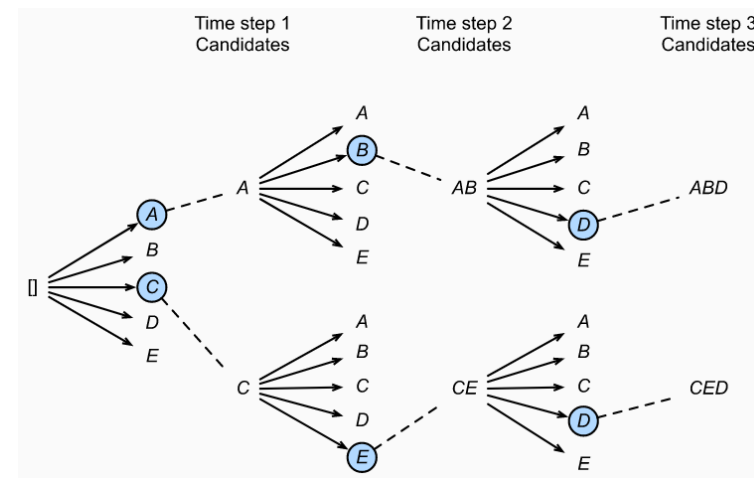 Time step 1
Candidates
Time step 2
Candidates
Time step 3
Candidates
[]
A
B
C
D
E
A
A
B
C
D
E
C
A
B
C
D
E
AB
A
B
C
D
E
CE
A
B
C
D
E
ABD
CED